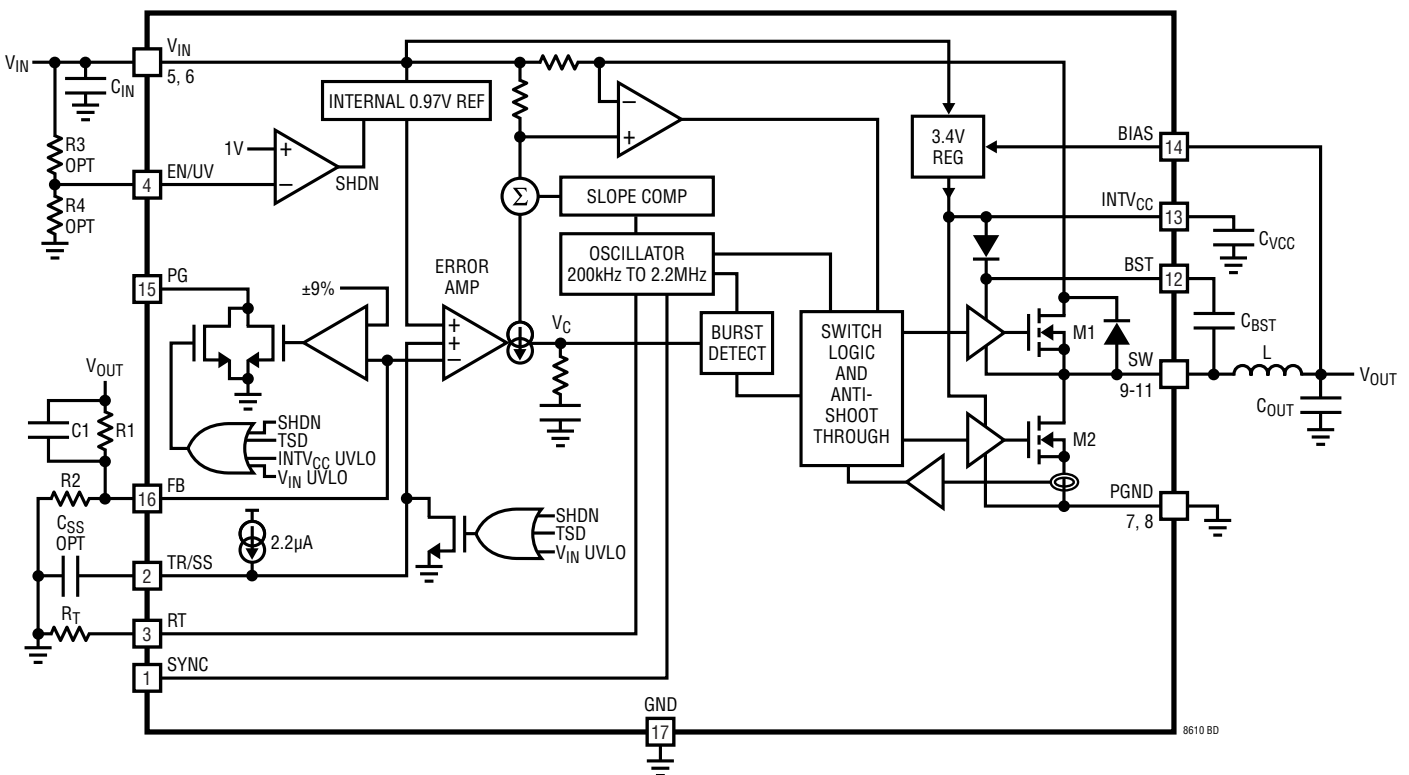 VIN
VIN
5, 6
CIN
R3
OPT
EN/UV
4
R4
OPT
1V
+
–
SHDN
INTERNAL 0.97V REF
–
+
Σ
SLOPE COMP
OSCILLATOR
200kHz TO 2.2MHz
3.4V
REG
BIAS
14
INTVCC
13
CVCC
BST
12
CBST
M1
SW
9-11
L
VOUT
COUT
M2
PGND
7, 8
SWITCH
LOGIC
AND
ANTI-
SHOOT
THROUGH
BURST
DETECT
VC
ERROR
AMP
+
+
–
±9%
PG
15
VOUT
C1
R1
SHDN
TSD
INTVCC UVLO
VIN UVLO
R2
FB
16
CSS
OPT
2.2µA
SHDN
TSD
VIN UVLO
TR/SS
2
RT
RT
3
SYNC
1
GND
17
8610 BD